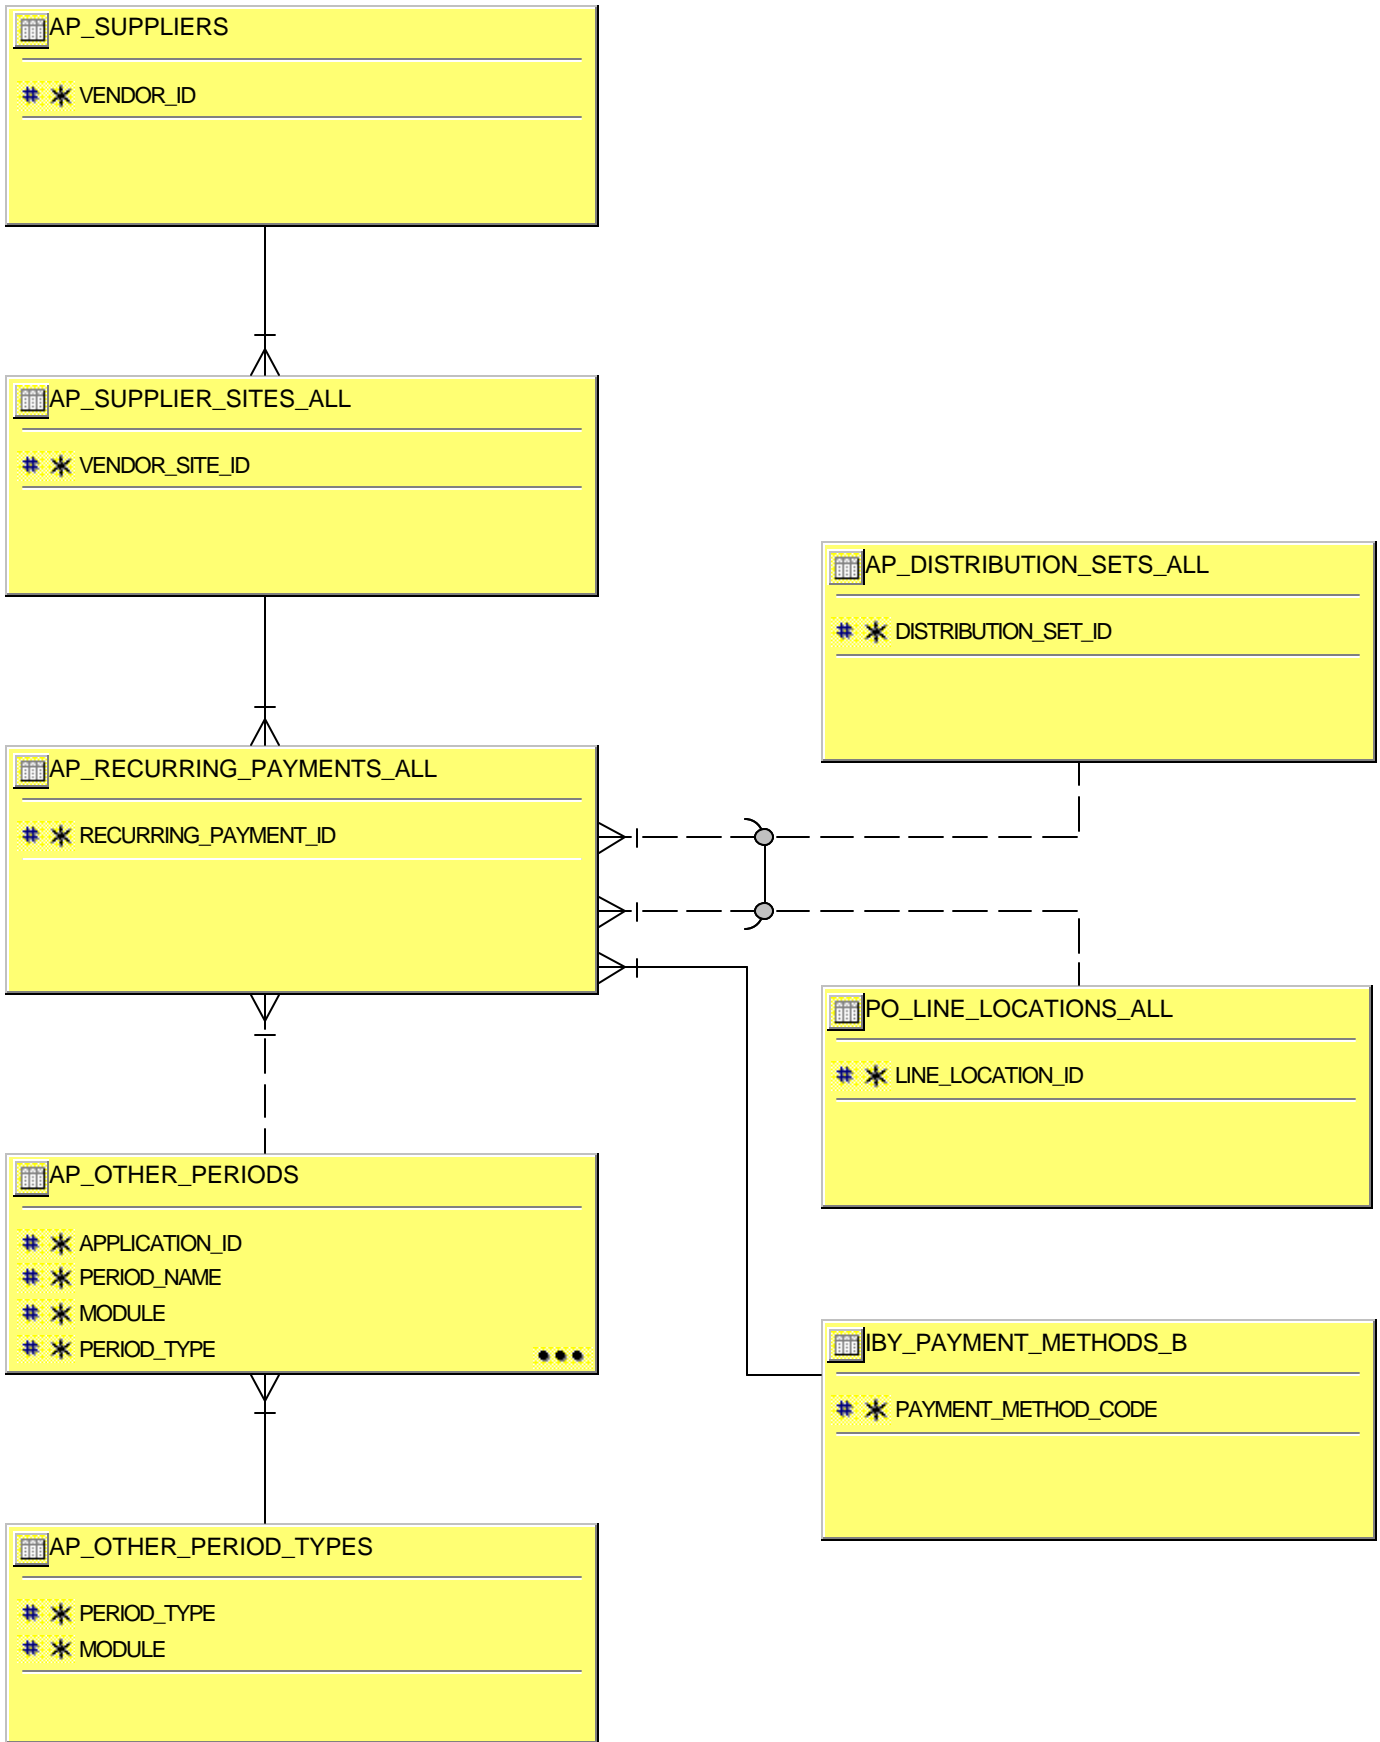 AP_SUPPLIERS
# * VENDOR_ID
AP_SUPPLIER_SITES_ALL
# * VENDOR_SITE_ID
AP_DISTRIBUTION_SETS_ALL
# * DISTRIBUTION_SET_ID
AP_RECURRING_PAYMENTS_ALL
# * RECURRING_PAYMENT_ID
PO_LINE_LOCATIONS_ALL
# * LINE_LOCATION_ID
AP_OTHER_PERIODS
# * APPLICATION_ID
# * PERIOD_NAME
# * MODULE
# * PERIOD_TYPE
IBY_PAYMENT_METHODS_B
# * PAYMENT_METHOD_CODE
AP_OTHER_PERIOD_TYPES
# * PERIOD_TYPE
# * MODULE